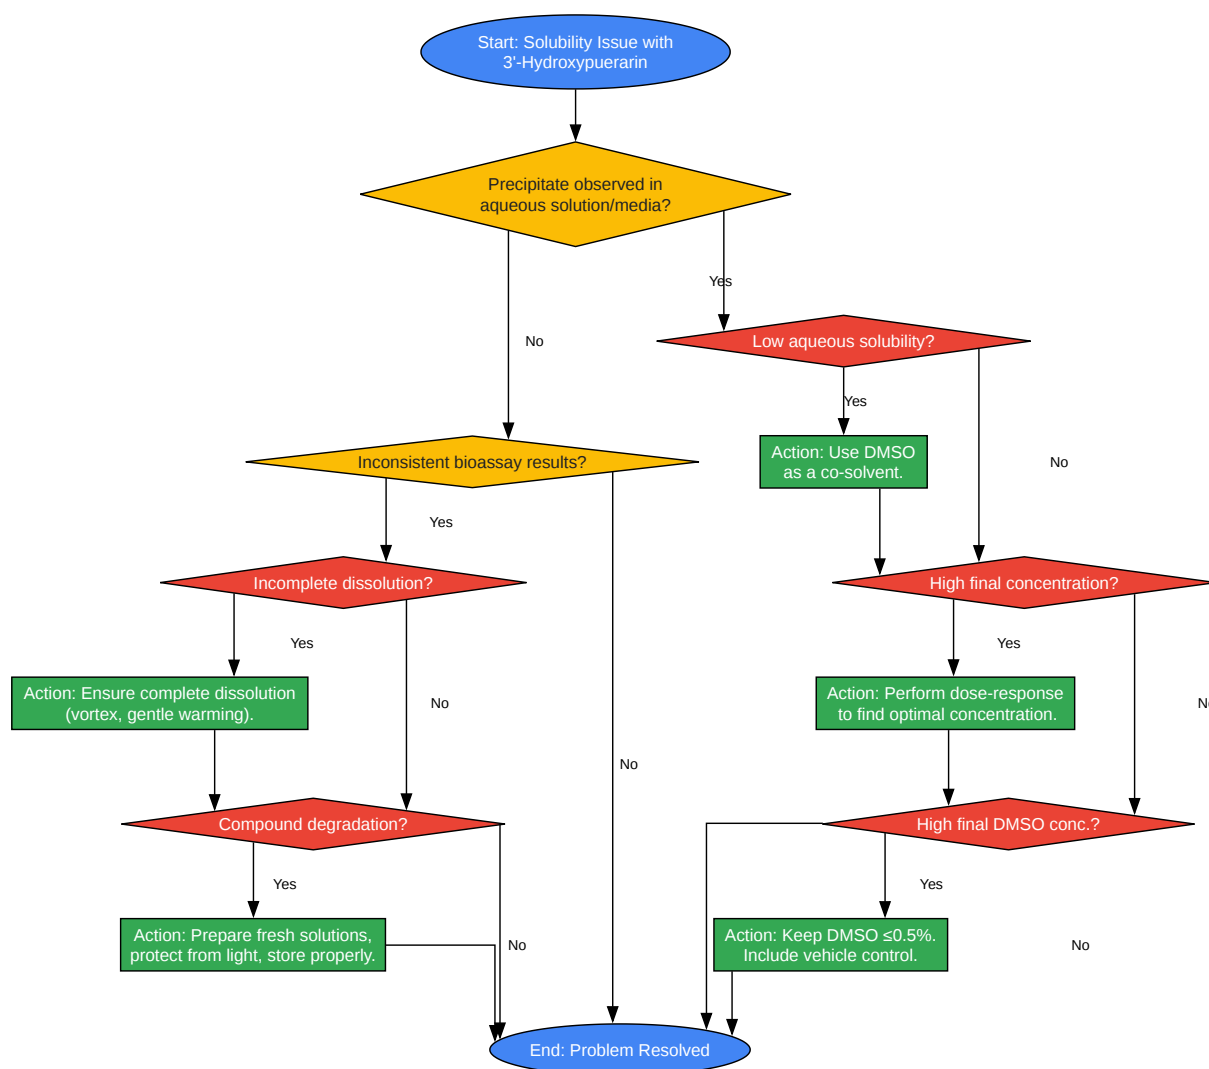 Start: Solubility Issue with
3'-Hydroxypuerarin
Precipitate observed in
aqueous solution/media?
Yes
No
Low aqueous solubility?
Yes
Action: Use DMSO
as a co-solvent.
No
Inconsistent bioassay results?
Yes
Incomplete dissolution?
High final concentration?
Yes
Yes
Action: Ensure complete dissolution
(vortex, gentle warming).
No
Action: Perform dose-response
to find optimal concentration.
No
Compound degradation?
High final DMSO conc.?
Yes
Yes
Action: Prepare fresh solutions,
protect from light, store properly.
No
Action: Keep DMSO ≤0.5%.
Include vehicle control.
No
End: Problem Resolved